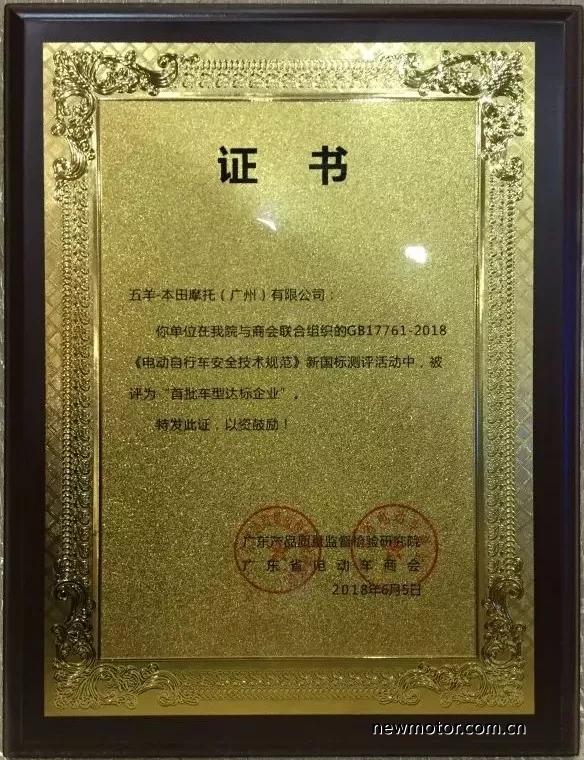 证 书
五羊-本田摩托（广州）有限公司：
你单位在我院与商会联合组织的GB17761-2018
《电动自行车安全技术规范》新国标测评活动中，被
评为“首批车型达标企业”。
特发此证，以资鼓励！
广东产品质量监督检验研究院
广东省电动车商会
2018年6月5日
newmotor.com.cn